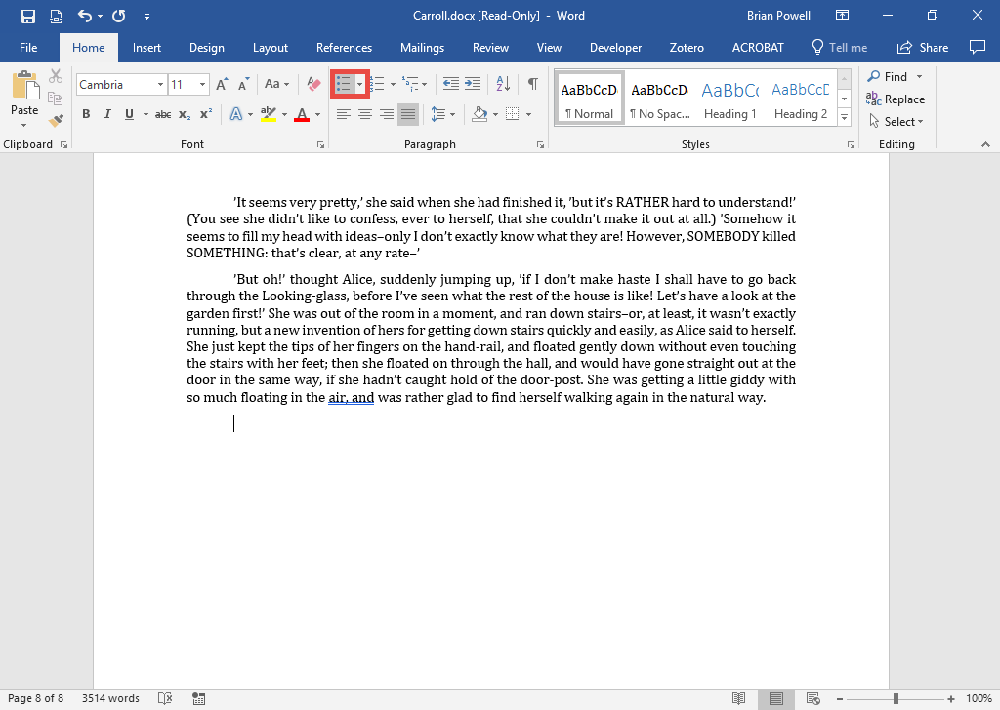 Carroll.docx [Read-Only] - Word
Brian Powell
File Home Insert Design Layout References Mailings Review View Developer Zotero ACROBAT Tell me Share
Paste
Cambria 11 A A Aa
B I U abc x₂ x² A ab A
AaBbCcD AaBbCcD AaBbCc AaBbCcD
¶ Normal ¶ No Spac... Heading 1 Heading 2
Find
Replace
Select
Clipboard Font Paragraph Styles Editing
’It seems very pretty,’ she said when she had finished it, ’but it’s RATHER hard to understand!’
(You see she didn’t like to confess, ever to herself, that she couldn’t make it out at all.) ’Somehow it
seems to fill my head with ideas–only I don’t exactly know what they are! However, SOMEBODY killed
SOMETHING: that’s clear, at any rate–’
’But oh!’ thought Alice, suddenly jumping up, ’if I don’t make haste I shall have to go back
through the Looking-glass, before I’ve seen what the rest of the house is like! Let’s have a look at the
garden first!’ She was out of the room in a moment, and ran down stairs–or, at least, it wasn’t exactly
running, but a new invention of hers for getting down stairs quickly and easily, as Alice said to herself.
She just kept the tips of her fingers on the hand-rail, and floated gently down without even touching
the stairs with her feet; then she floated on through the hall, and would have gone straight out at the
door in the same way, if she hadn’t caught hold of the door-post. She was getting a little giddy with
so much floating in the air, and was rather glad to find herself walking again in the natural way.
Page 8 of 8 3514 words 100%